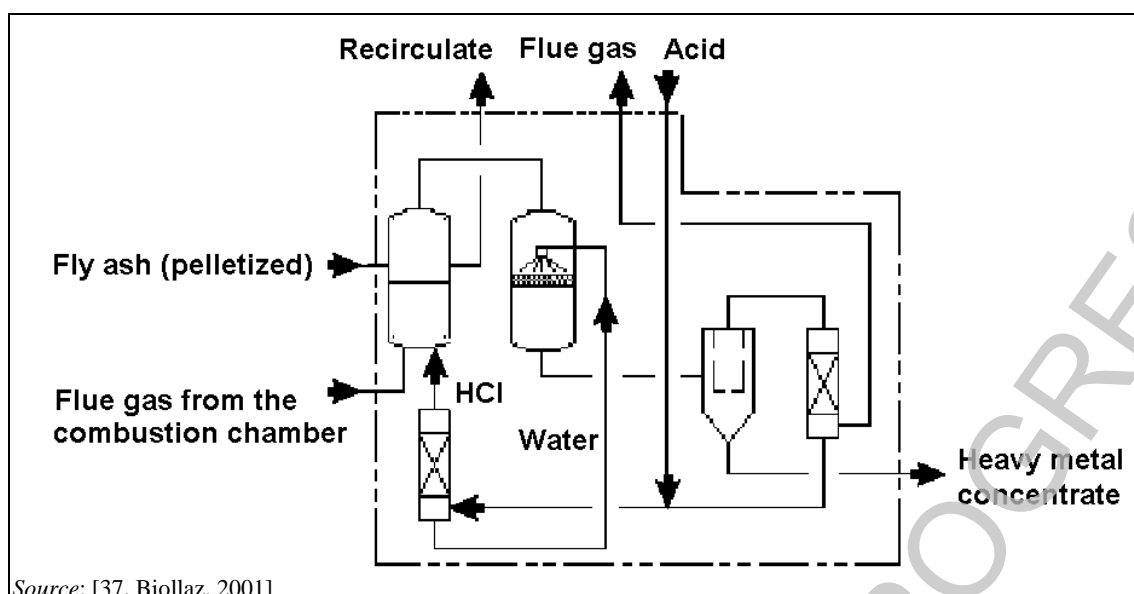 Recirculate Flue gas Acid
Fly ash (pelletized)
HCl
Flue gas from the
combustion chamber
Water
Heavy metal
concentrate
Source: [37, Biollaz, 2001]
OGRES